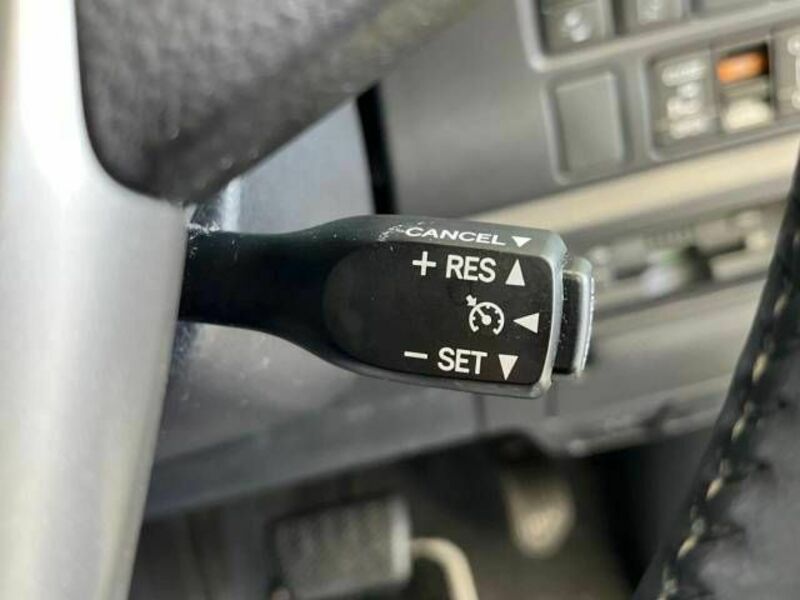 CANCEL ▼
+ RES ▲
◀
− SET ▼